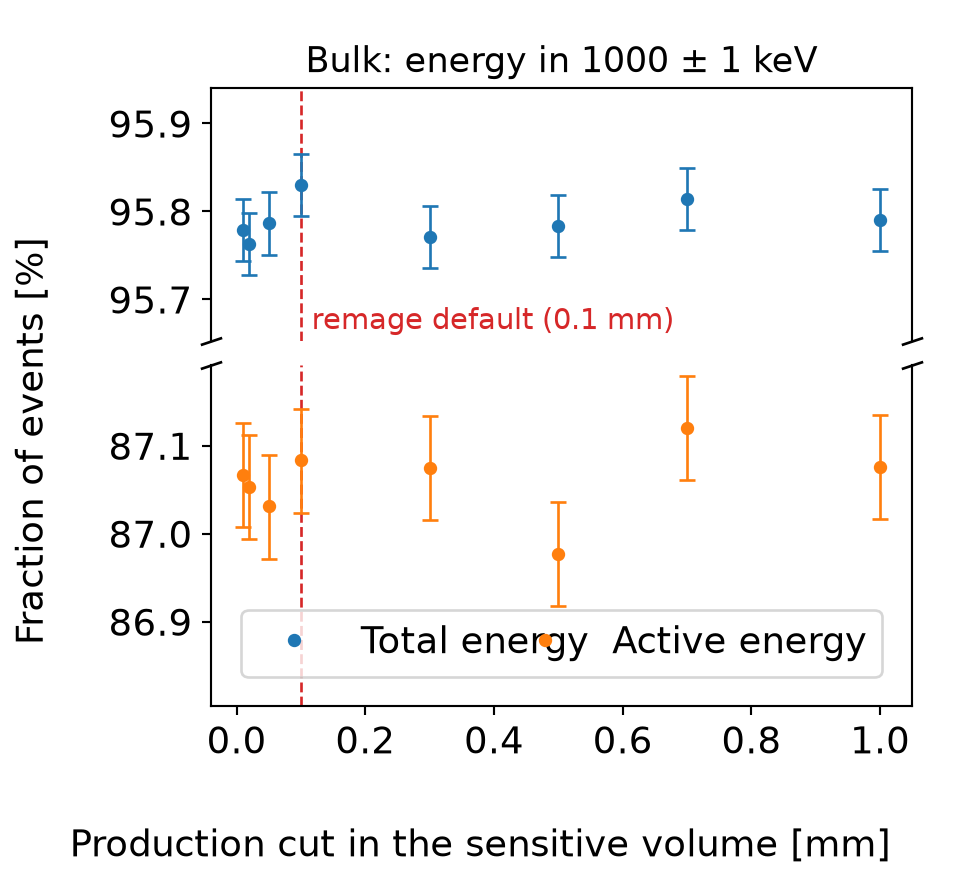 Bulk: energy in 1000 ± 1 keV
95.9
95.8
95.7
remage default (0.1 mm)
Fraction of events [%]
87.1
87.0
86.9
Total energy
Active energy
0.0 0.2 0.4 0.6 0.8 1.0
Production cut in the sensitive volume [mm]